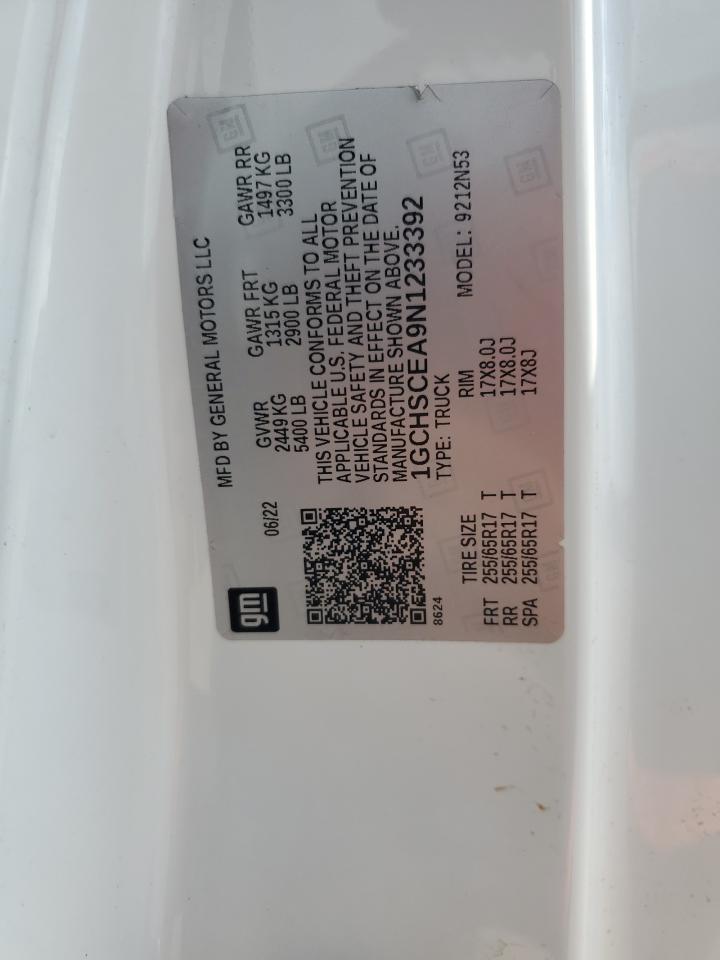 gm
MFD BY GENERAL MOTORS LLC
06/22
GVWR GAWR FRT GAWR RR
2449 KG 1315 KG 1497 KG
5400 LB 2900 LB 3300 LB
THIS VEHICLE CONFORMS TO ALL
APPLICABLE U.S. FEDERAL MOTOR
VEHICLE SAFETY AND THEFT PREVENTION
STANDARDS IN EFFECT ON THE DATE OF
MANUFACTURE SHOWN ABOVE.
1GCHSCEA9N1233392
8624
TYPE: TRUCK MODEL: 9212N53
TIRE SIZE RIM
FRT 255/65R17 T 17X8.0J
RR 255/65R17 T 17X8.0J
SPA 255/65R17 T 17X8J